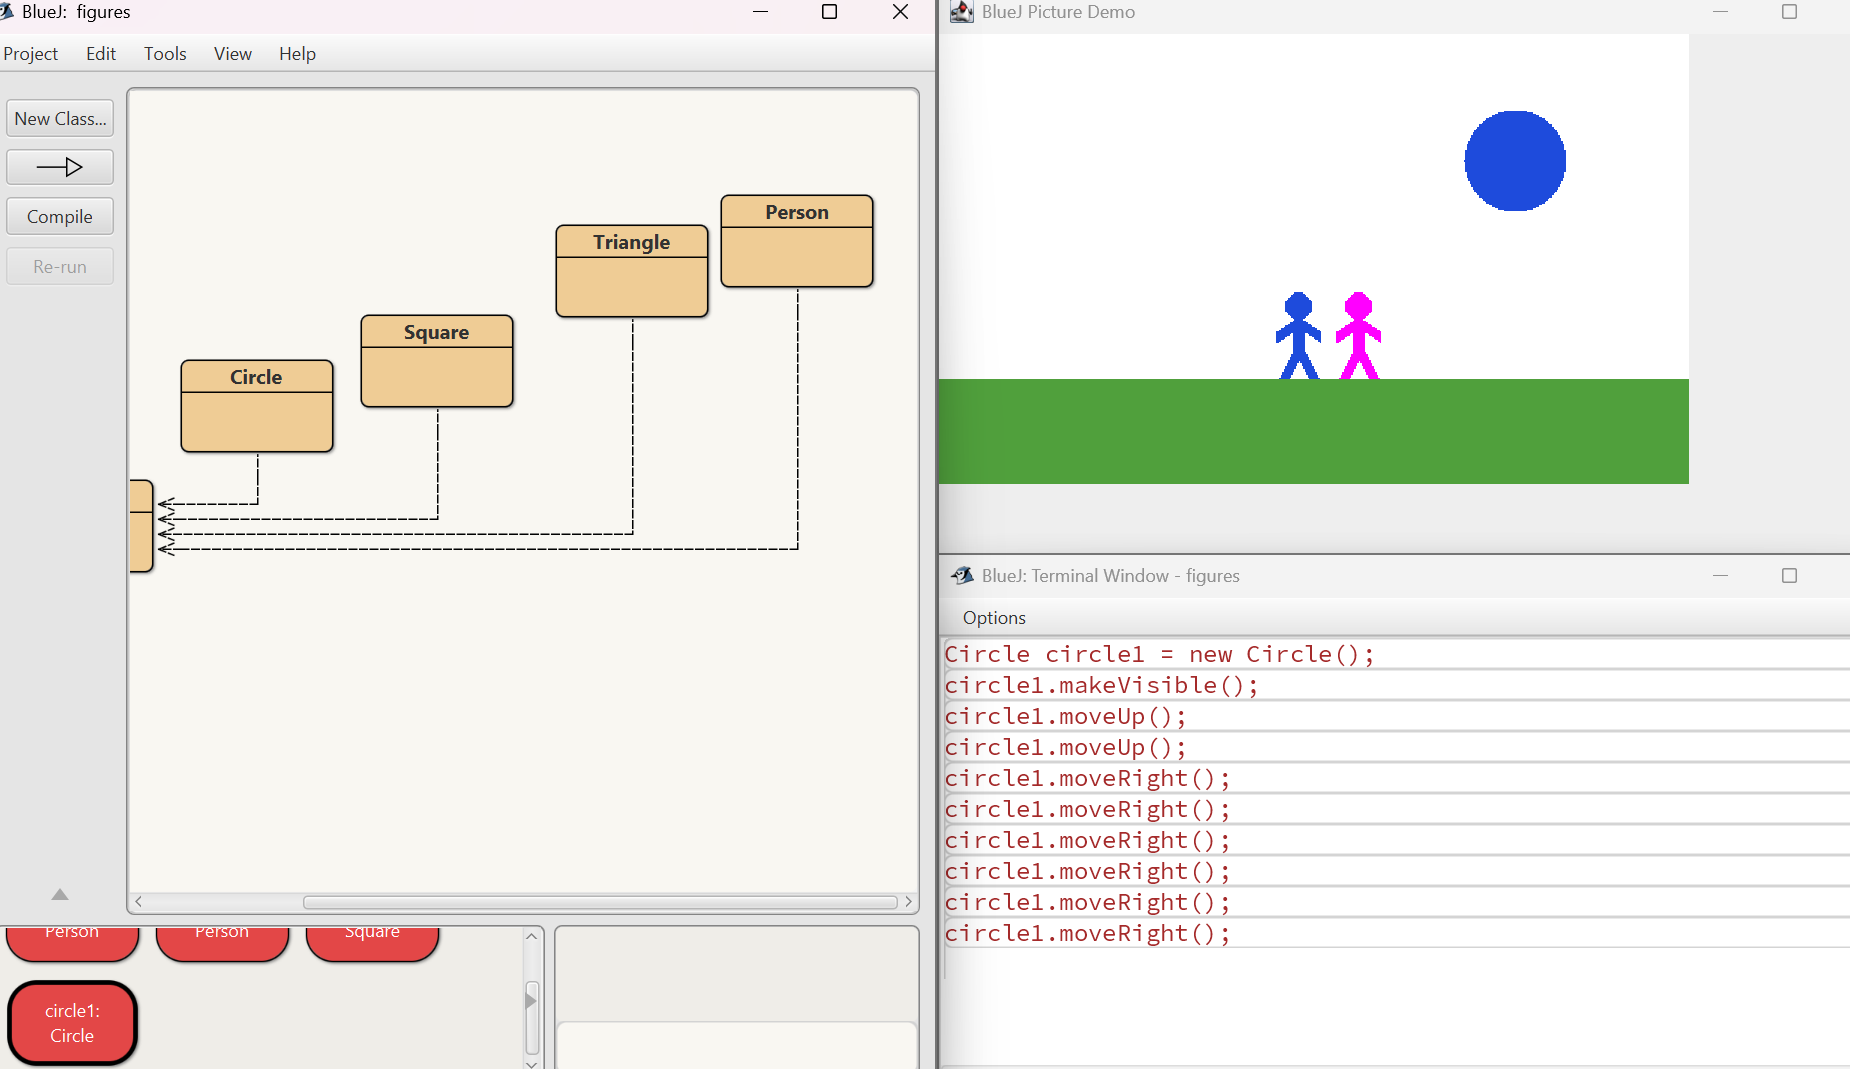 BlueJ: figures
Project Edit Tools View Help
New Class...
Compile
Re-run
Person
Triangle
Square
Circle
Person Person Square
circle1:
Circle
BlueJ Picture Demo
BlueJ: Terminal Window - figures
Options
Circle circle1 = new Circle();
circle1.makeVisible();
circle1.moveUp();
circle1.moveUp();
circle1.moveRight();
circle1.moveRight();
circle1.moveRight();
circle1.moveRight();
circle1.moveRight();
circle1.moveRight();